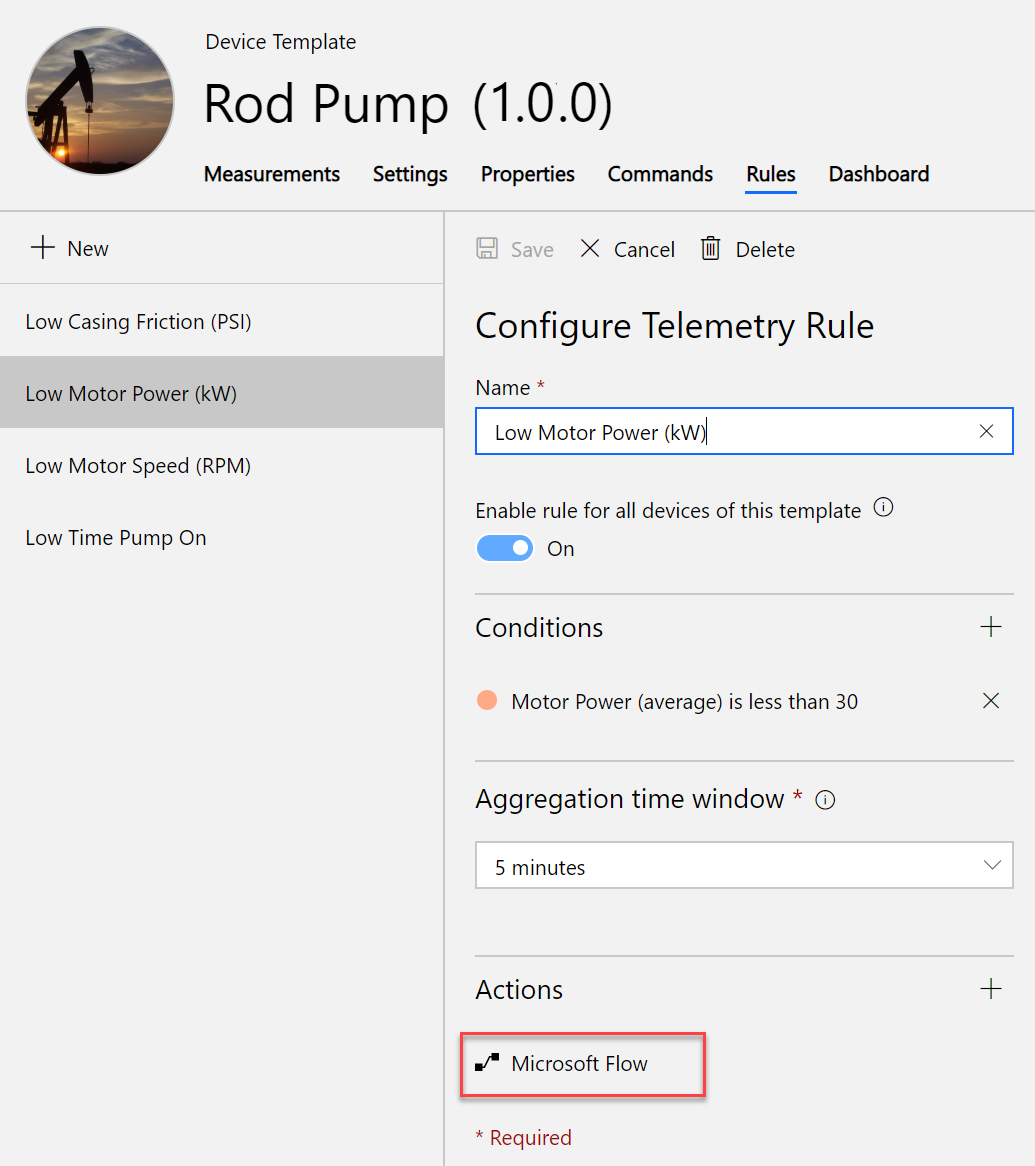 Device Template
Rod Pump (1.0.0)
Measurements Settings Properties Commands Rules Dashboard
New
Low Casing Friction (PSI)
Low Motor Power (kW)
Low Motor Speed (RPM)
Low Time Pump On
Save Cancel Delete
Configure Telemetry Rule
Name *
Low Motor Power (kW)
Enable rule for all devices of this template
On
Conditions
Motor Power (average) is less than 30
Aggregation time window *
5 minutes
Actions
Microsoft Flow
* Required